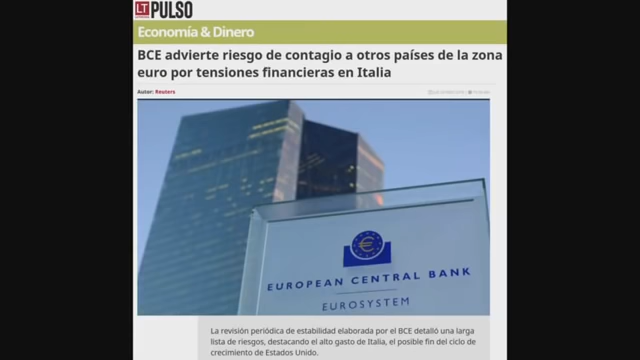 LT PULSO
Economía & Dinero
BCE advierte riesgo de contagio a otros países de la zona
euro por tensiones financieras en Italia
Autor: Reuters
EUROPEAN CENTRAL BANK
EUROSYSTEM
La revisión periódica de estabilidad elaborada por el BCE detalló una larga
lista de riesgos, destacando el alto gasto de Italia, el posible fin del ciclo de
crecimiento de Estados Unido.